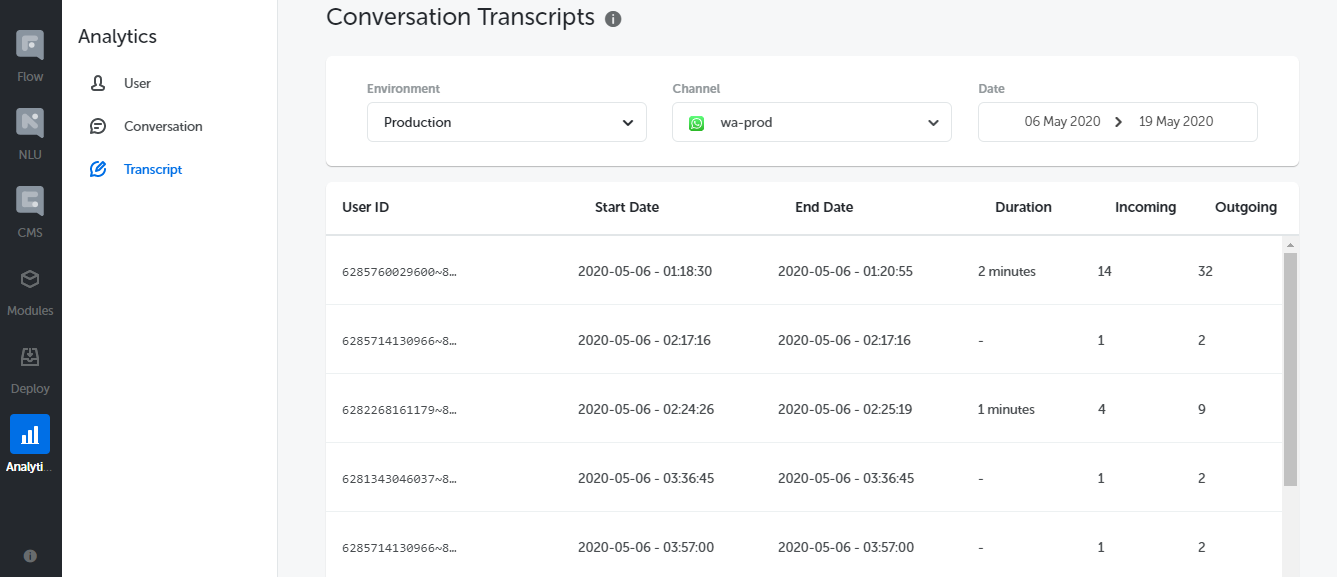 Flow
NLU
CMS
Modules
Deploy
Analyti...
Analytics
User
Conversation
Transcript
Conversation Transcripts
Environment Channel Date
Production wa-prod 06 May 2020 19 May 2020
User ID Start Date End Date Duration Incoming Outgoing
6285760029600~8… 2020-05-06 - 01:18:30 2020-05-06 - 01:20:55 2 minutes 14 32
6285714130966~8… 2020-05-06 - 02:17:16 2020-05-06 - 02:17:16 - 1 2
6282268161179~8… 2020-05-06 - 02:24:26 2020-05-06 - 02:25:19 1 minutes 4 9
6281343046037~8… 2020-05-06 - 03:36:45 2020-05-06 - 03:36:45 - 1 2
6285714130966~8… 2020-05-06 - 03:57:00 2020-05-06 - 03:57:00 - 1 2